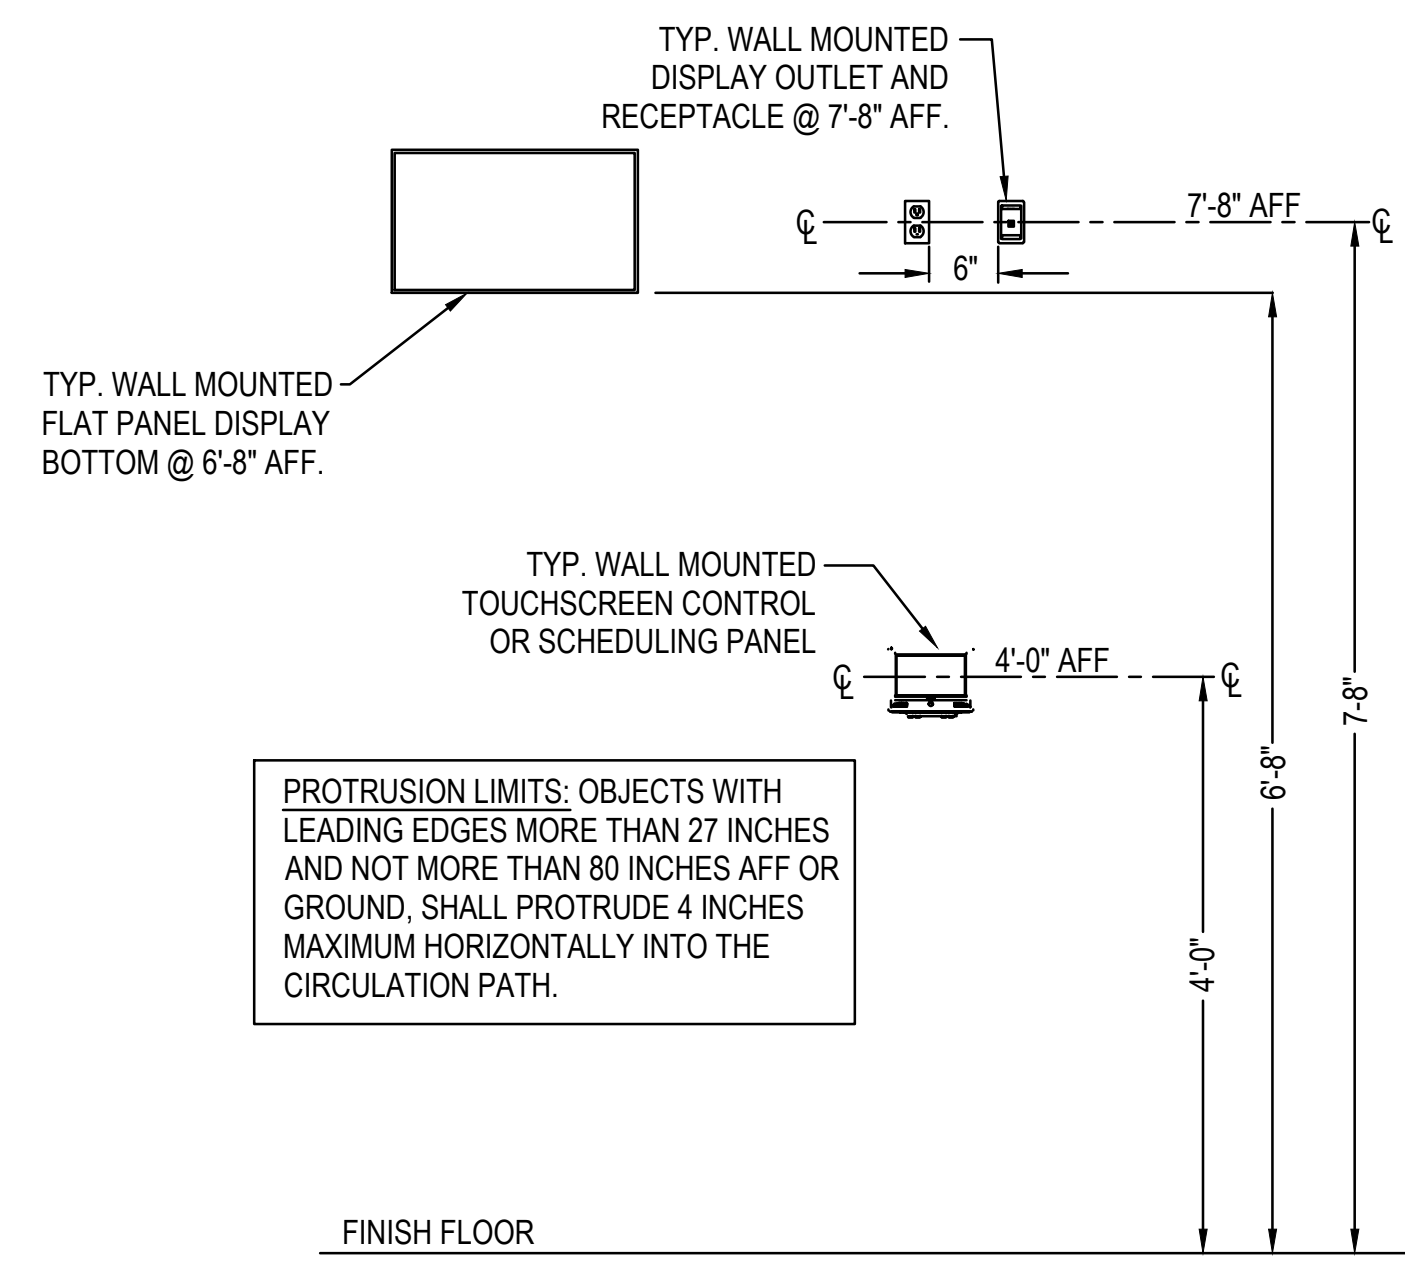 TYP. WALL MOUNTED
DISPLAY OUTLET AND
RECEPTACLE @ 7'-8" AFF.
℄
7'-8" AFF
℄
6"
TYP. WALL MOUNTED
FLAT PANEL DISPLAY
BOTTOM @ 6'-8" AFF.
TYP. WALL MOUNTED
TOUCHSCREEN CONTROL
OR SCHEDULING PANEL
℄
4'-0" AFF
℄
7-8"
6'-8"
4'-0"
PROTRUSION LIMITS: OBJECTS WITH
LEADING EDGES MORE THAN 27 INCHES
AND NOT MORE THAN 80 INCHES AFF OR
GROUND, SHALL PROTRUDE 4 INCHES
MAXIMUM HORIZONTALLY INTO THE
CIRCULATION PATH.
FINISH FLOOR